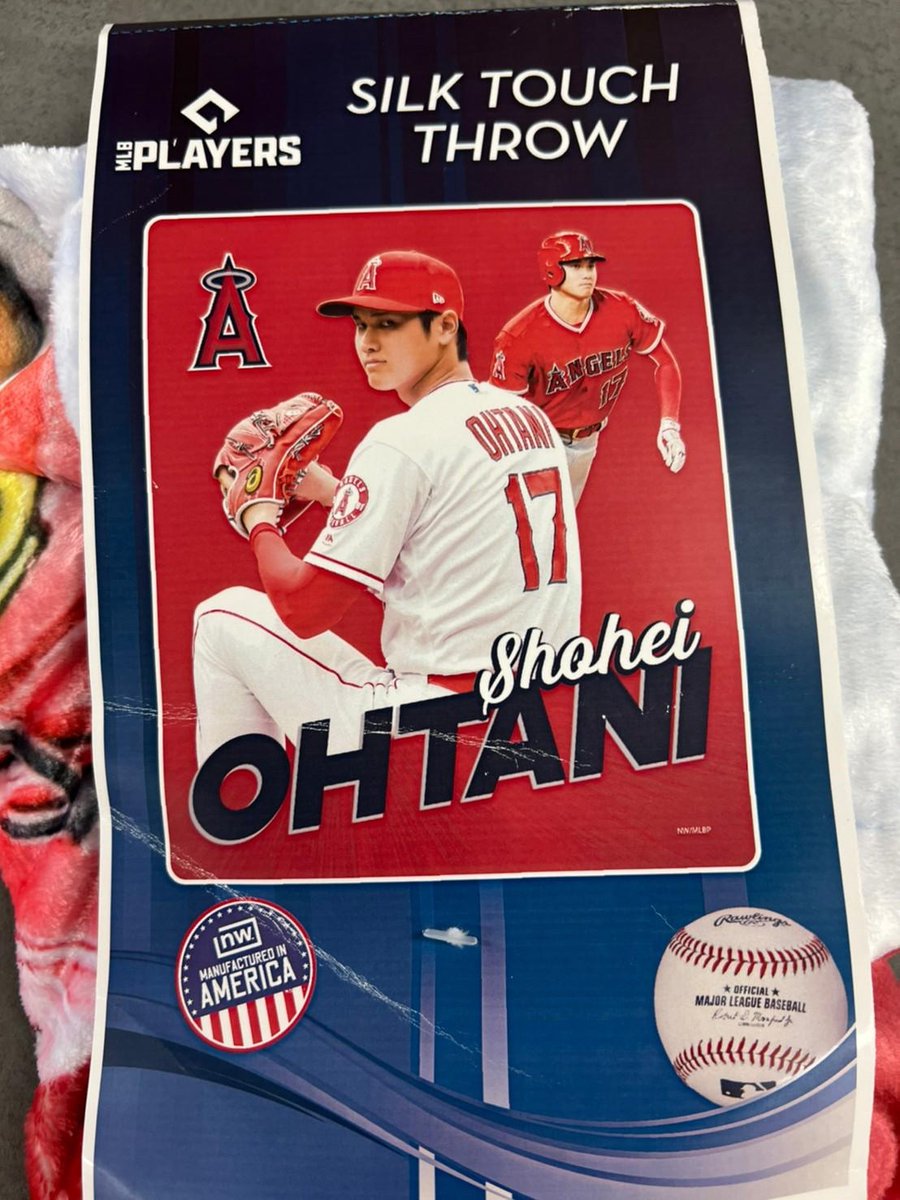 SILK TOUCH
THROW
MLB
PLAYERS
A
A
A
ANGELS
17
OHTANI
17
Shohei
OHTANI
NW/MLBP
nw.
MANUFACTURED IN
AMERICA
Rawlings
OFFICIAL
MAJOR LEAGUE BASEBALL